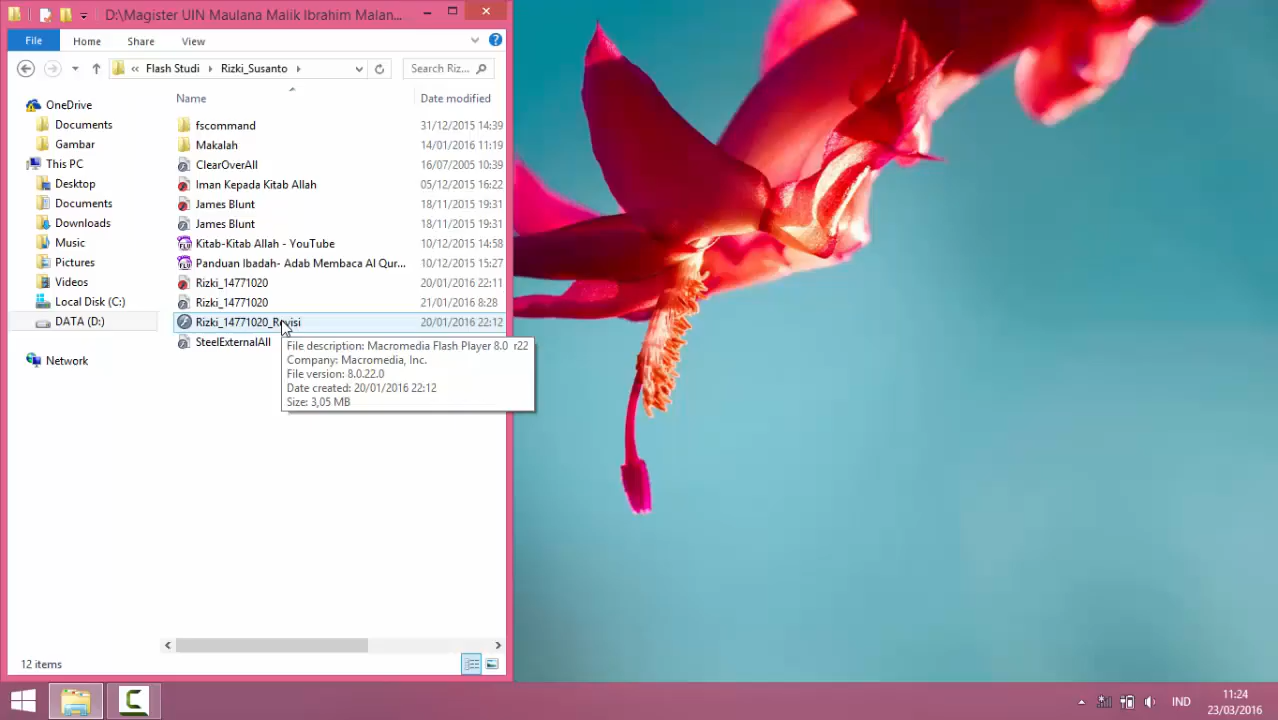 D:\Magister UIN Maulana Malik Ibrahim Malan...
File Home Share View
Flash Studi Rizki_Susanto Search Riz...
Name Date modified
OneDrive
Documents
Gambar
This PC
Desktop
Documents
Downloads
Music
Pictures
Videos
Local Disk (C:)
DATA (D:)
Network
fscommand 31/12/2015 14:39
Makalah 14/01/2016 11:19
ClearOverAll 16/07/2005 10:39
Iman Kepada Kitab Allah 05/12/2015 16:22
James Blunt 18/11/2015 19:31
James Blunt 18/11/2015 19:31
Kitab-Kitab Allah - YouTube 10/12/2015 14:58
Panduan Ibadah- Adab Membaca Al Qur... 10/12/2015 15:27
Rizki_14771020 20/01/2016 22:11
Rizki_14771020 21/01/2016 8:28
Rizki_14771020_Revisi 20/01/2016 22:12
SteelExternalAll
File description: Macromedia Flash Player 8.0 r22
Company: Macromedia, Inc.
File version: 8.0.22.0
Date created: 20/01/2016 22:12
Size: 3,05 MB
12 items
IND
11:24
23/03/2016